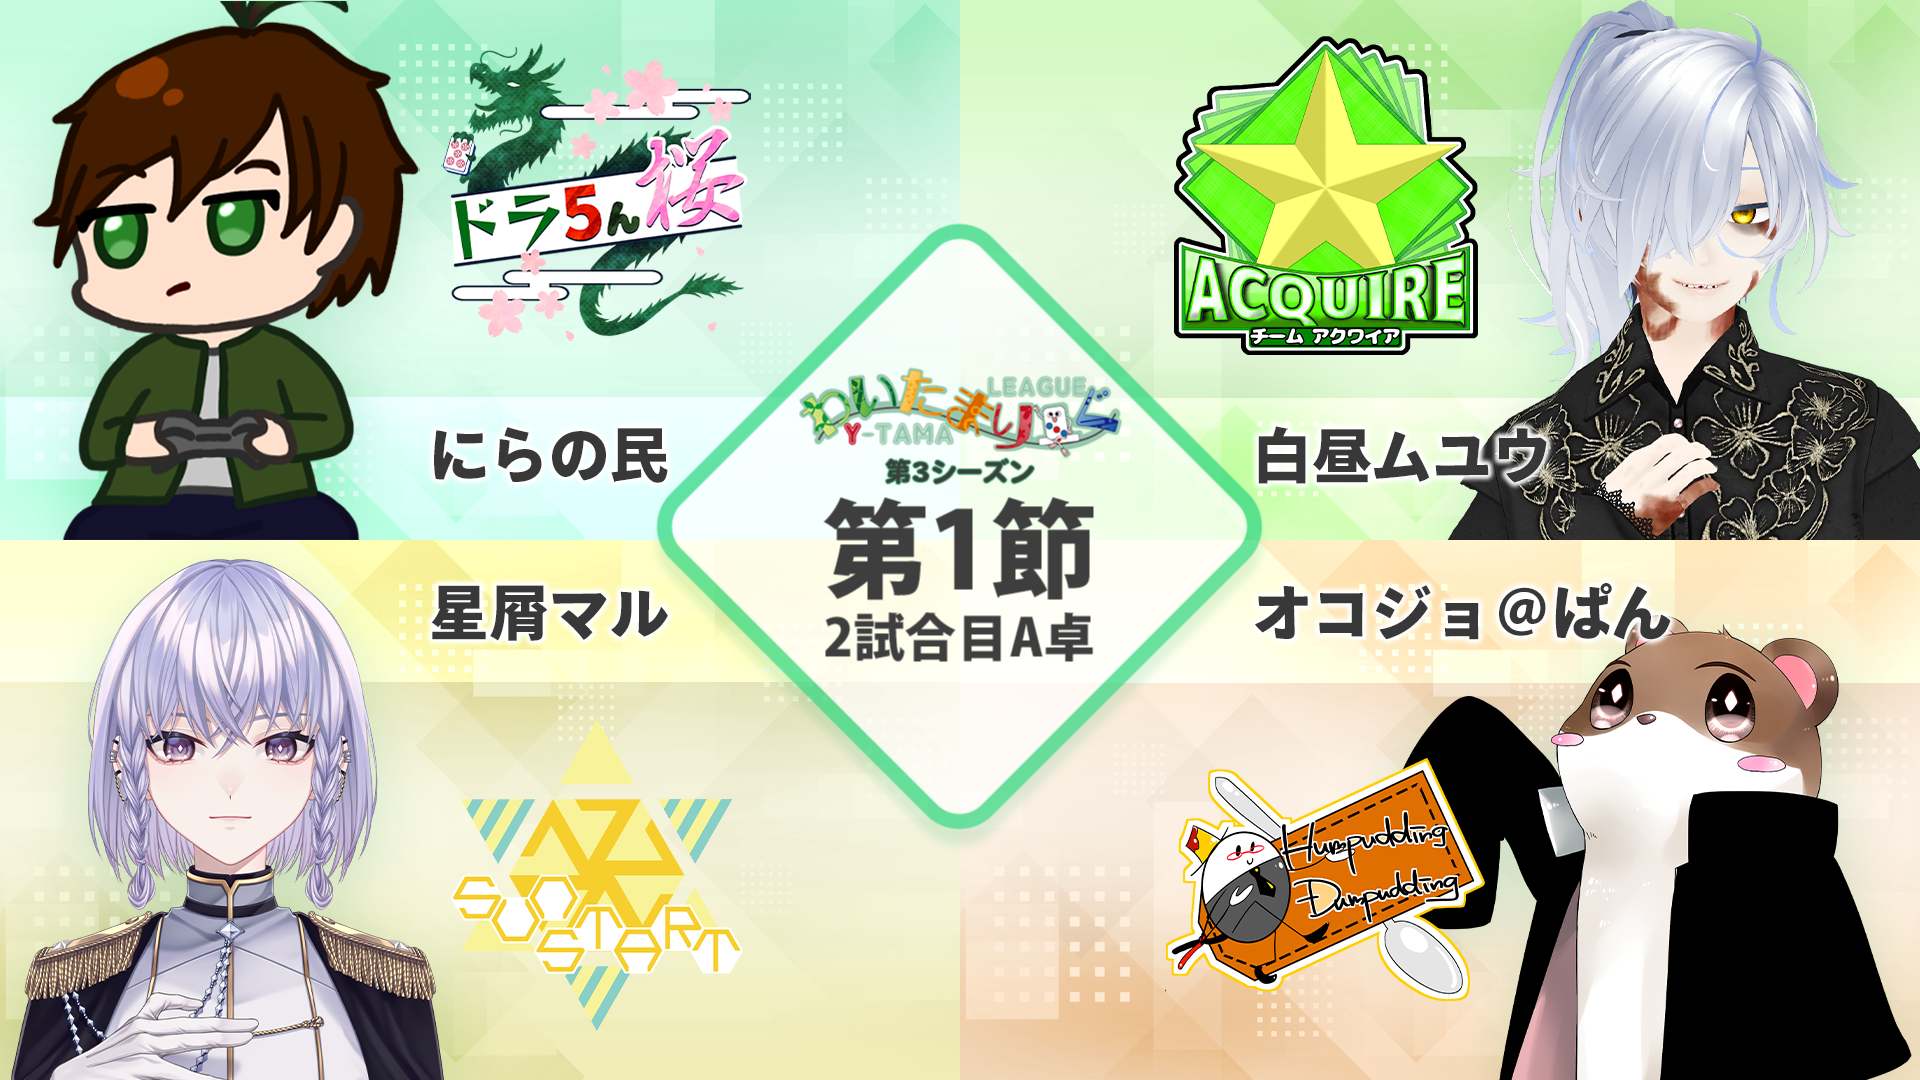 ドラ5ん桜
にらの民
ACQUIRE
チーム アクワイア
白昼ムユウ
わいたまりーぐ
LEAGUE
Y-TAMA
第3シーズン
第1節
2試合目A卓
星屑マル
SUO
START
オコジョ@ぱん
Humpudding
Dumpudding